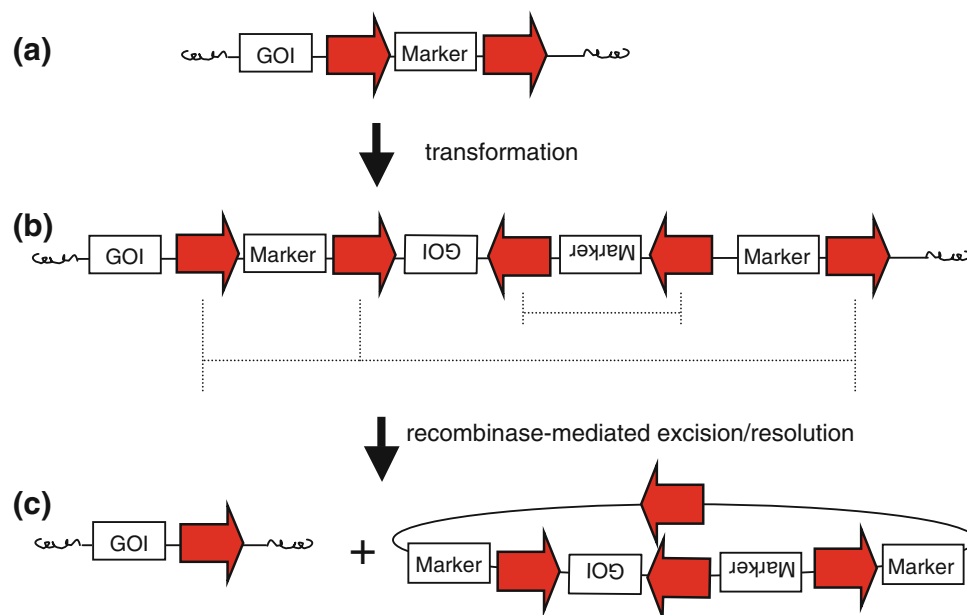 (a) GOI Marker
transformation
(b) GOI Marker GOI Marker Marker
recombinase-mediated excision/resolution
(c) GOI + Marker GOI Marker Marker